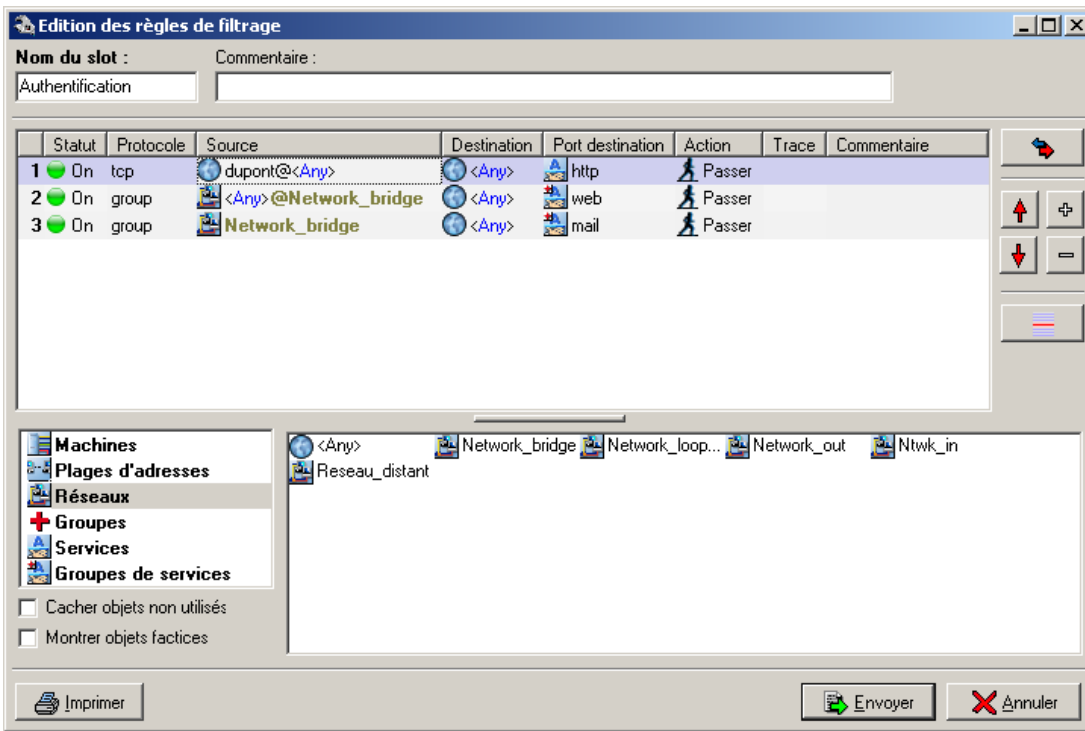 Edition des règles de filtrage
Nom du slot : Commentaire :
Authentification
Statut Protocole Source Destination Port destination Action Trace Commentaire
1 On tcp dupont@<Any> <Any> http Passer
2 On group <Any>@Network_bridge <Any> web Passer
3 On group Network_bridge <Any> mail Passer
Machines
Plages d'adresses
Réseaux
Groupes
Services
Groupes de services
<Any> Network_bridge Network_loop... Network_out Ntwk_in
Reseau_distant
Cacher objets non utilisés
Montrer objets factices
Imprimer Envoyer Annuler